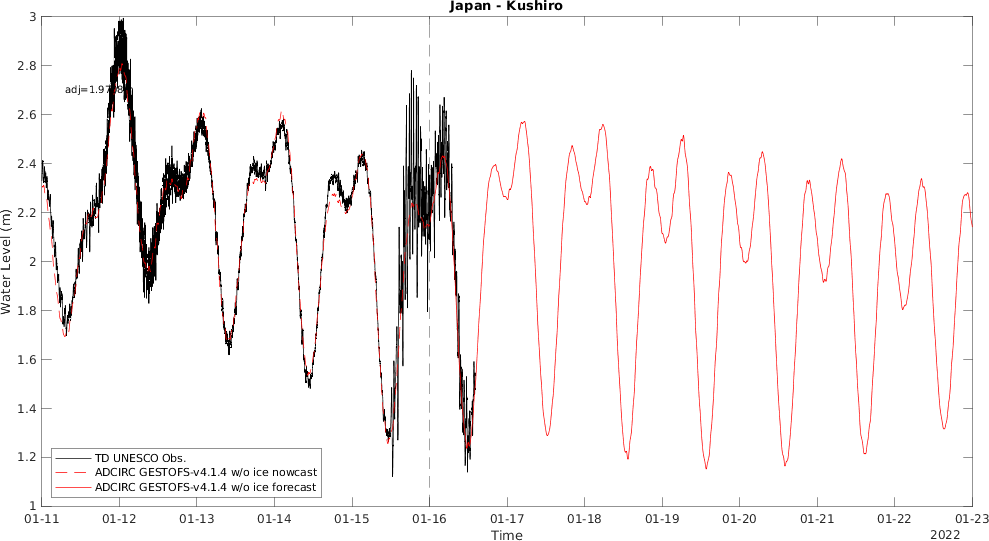 Japan - Kushiro
3
2.8
2.6
2.4
2.2
2
1.8
1.6
1.4
1.2
1
Water Level (m)
TD UNESCO Obs.
ADCIRC GESTOFS-v4.1.4 w/o ice nowcast
ADCIRC GESTOFS-v4.1.4 w/o ice forecast
01-11 01-12 01-13 01-14 01-15 01-16 01-17 01-18 01-19 01-20 01-21 01-22 01-23
Time
2022